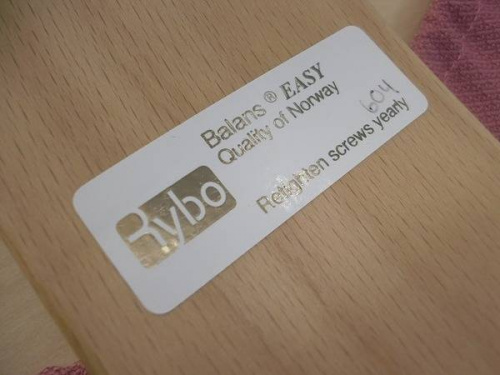 Balans® EASY
Quality of Norway
604
Retighten screws yearly
Rybo